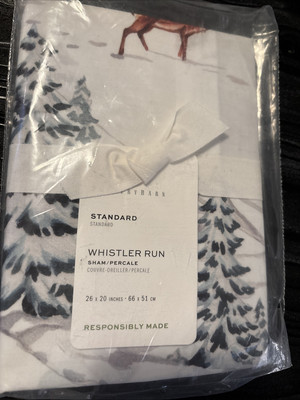 STANDARD
STANDARD
WHISTLER RUN
SHAM/PERCALE
COUVRE-OREILLER/PERCALE
26 x 20 INCHES · 66 x 51 CM
RESPONSIBLY MADE